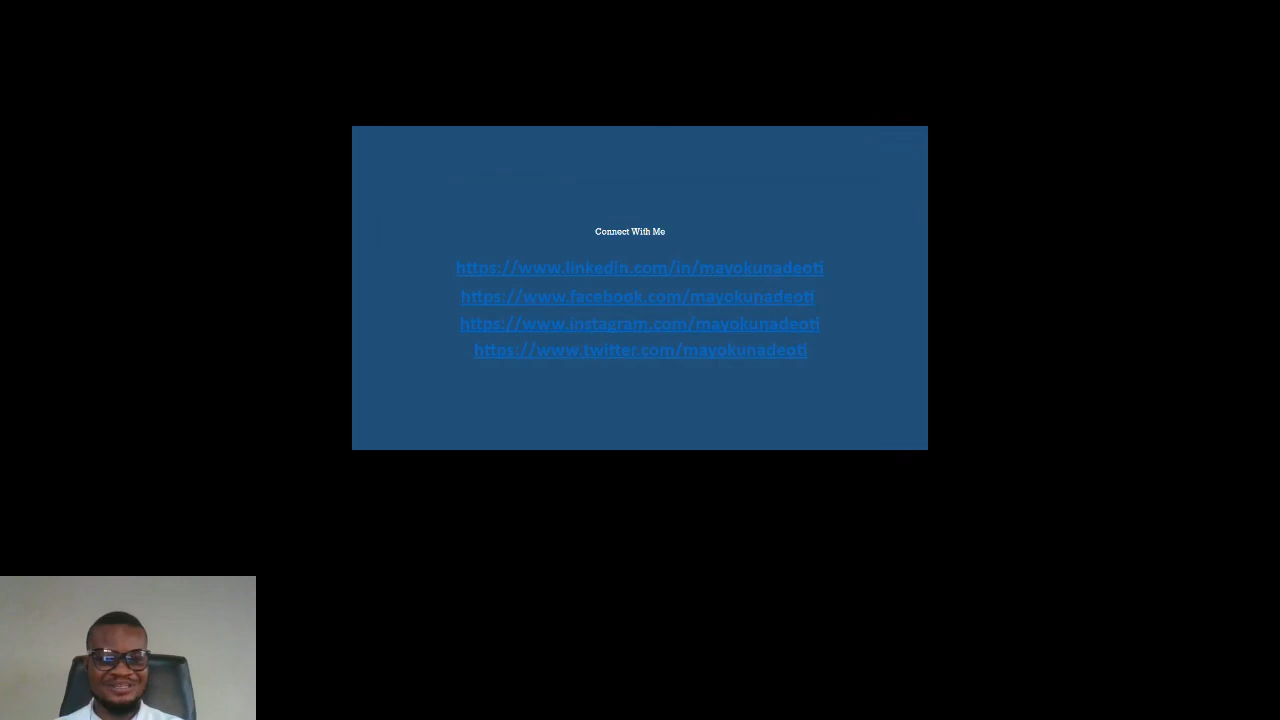 Connect With Me
https://www.linkedin.com/in/mayokunadeoti
https://www.facebook.com/mayokunadeoti
https://www.instagram.com/mayokunadeoti
https://www.twitter.com/mayokunadeoti